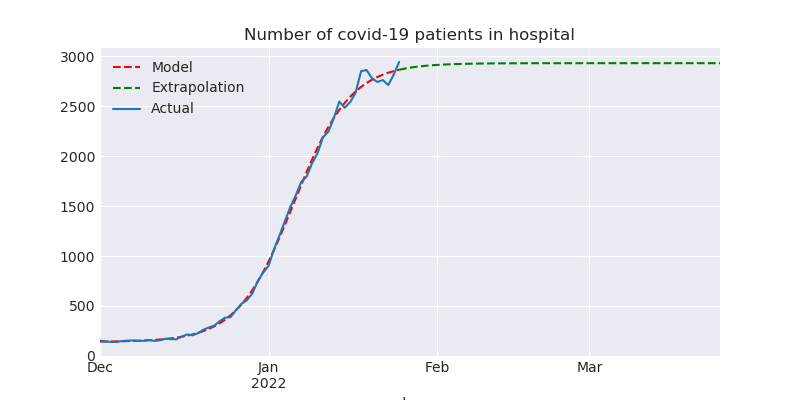 Number of covid-19 patients in hospital
3000
2500
2000
1500
1000
500
0
Model
Extrapolation
Actual
Dec
Jan
2022
Feb
Mar